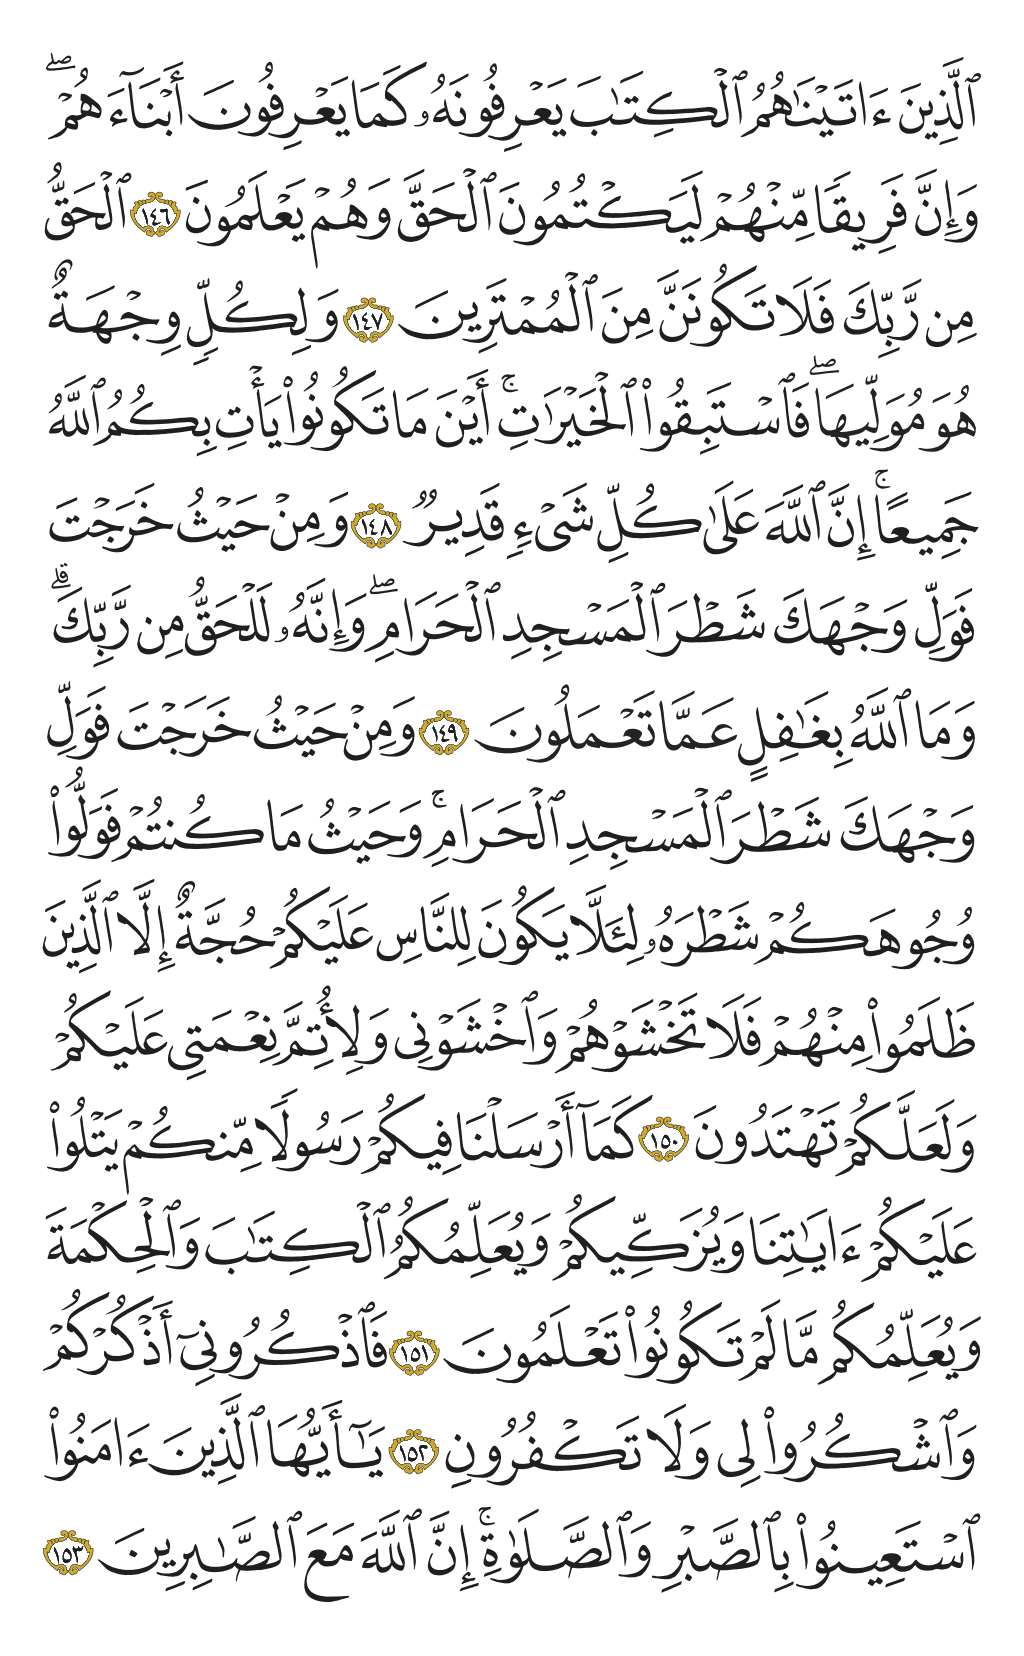 ٱلَّذِينَ ءَاتَيْنَٰهُمُ ٱلْكِتَٰبَ يَعْرِفُونَهُۥ كَمَا يَعْرِفُونَ أَبْنَآءَهُمْۖ
وَإِنَّ فَرِيقًا مِّنْهُمْ لَيَكْتُمُونَ ٱلْحَقَّ وَهُمْ يَعْلَمُونَ ١٤٦ ٱلْحَقُّ
مِن رَّبِّكَ فَلَا تَكُونَنَّ مِنَ ٱلْمُمْتَرِينَ ١٤٧ وَلِكُلٍّ وِجْهَةٌ
هُوَ مُوَلِّيهَاۖ فَٱسْتَبِقُوا۟ ٱلْخَيْرَٰتِۚ أَيْنَ مَا تَكُونُوا۟ يَأْتِ بِكُمُ ٱللَّهُ
جَمِيعًاۚ إِنَّ ٱللَّهَ عَلَىٰ كُلِّ شَىْءٍ قَدِيرٌ ١٤٨ وَمِنْ حَيْثُ خَرَجْتَ
فَوَلِّ وَجْهَكَ شَطْرَ ٱلْمَسْجِدِ ٱلْحَرَامِۖ وَإِنَّهُۥ لَلْحَقُّ مِن رَّبِّكَۗ
وَمَا ٱللَّهُ بِغَٰفِلٍ عَمَّا تَعْمَلُونَ ١٤٩ وَمِنْ حَيْثُ خَرَجْتَ فَوَلِّ
وَجْهَكَ شَطْرَ ٱلْمَسْجِدِ ٱلْحَرَامِۚ وَحَيْثُ مَا كُنتُمْ فَوَلُّوا۟
وُجُوهَكُمْ شَطْرَهُۥ لِئَلَّا يَكُونَ لِلنَّاسِ عَلَيْكُمْ حُجَّةٌ إِلَّا ٱلَّذِينَ
ظَلَمُوا۟ مِنْهُمْ فَلَا تَخْشَوْهُمْ وَٱخْشَوْنِى وَلِأُتِمَّ نِعْمَتِى عَلَيْكُمْ
وَلَعَلَّكُمْ تَهْتَدُونَ ١٥٠ كَمَآ أَرْسَلْنَا فِيكُمْ رَسُولًا مِّنكُمْ يَتْلُوا۟
عَلَيْكُمْ ءَايَٰتِنَا وَيُزَكِّيكُمْ وَيُعَلِّمُكُمُ ٱلْكِتَٰبَ وَٱلْحِكْمَةَ
وَيُعَلِّمُكُم مَّا لَمْ تَكُونُوا۟ تَعْلَمُونَ ١٥١ فَٱذْكُرُونِىٓ أَذْكُرْكُمْ
وَٱشْكُرُوا۟ لِى وَلَا تَكْفُرُونِ ١٥٢ يَٰٓأَيُّهَا ٱلَّذِينَ ءَامَنُوا۟
ٱسْتَعِينُوا۟ بِٱلصَّبْرِ وَٱلصَّلَوٰةِۚ إِنَّ ٱللَّهَ مَعَ ٱلصَّٰبِرِينَ ١٥٣